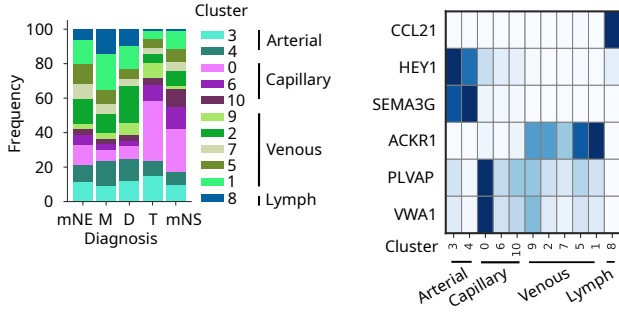 Cluster
100
80
60
40
20
0
Frequency
mNE M D T mNS
Diagnosis
3
4
0
6
10
9
2
7
5
1
8
Arterial
Capillary
Venous
Lymph
CCL21
HEY1
SEMA3G
ACKR1
PLVAP
VWA1
Cluster 3 4 0 6 10 9 2 7 5 1 8
Arterial Capillary Venous Lymph